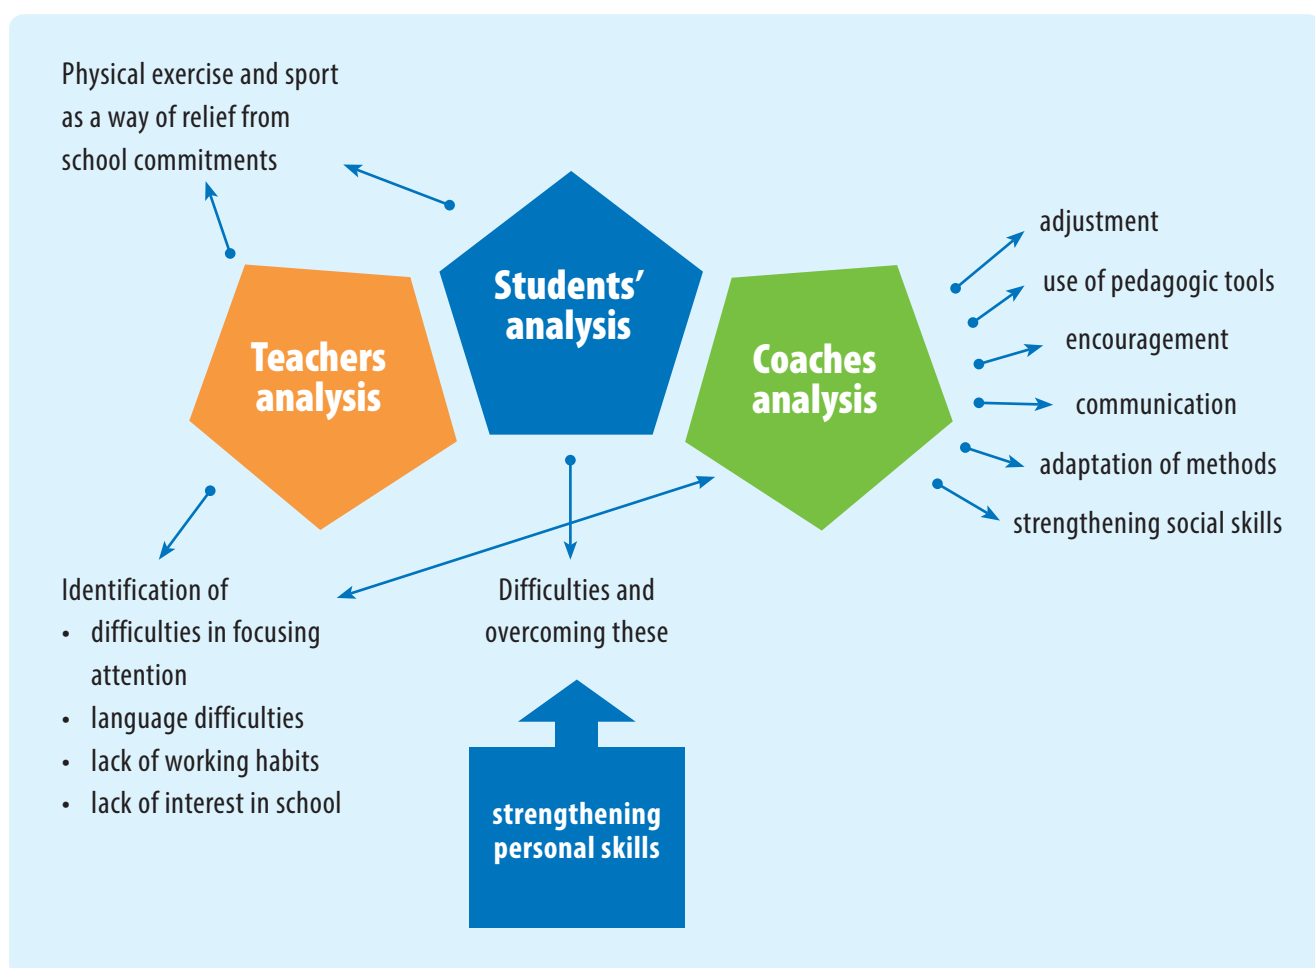 Physical exercise and sport
as a way of relief from
school commitments
Students’
analysis
Teachers
analysis
Coaches
analysis
adjustment
use of pedagogic tools
encouragement
communication
adaptation of methods
strengthening social skills
Identification of
• difficulties in focusing
attention
• language difficulties
• lack of working habits
• lack of interest in school
Difficulties and
overcoming these
strengthening
personal skills